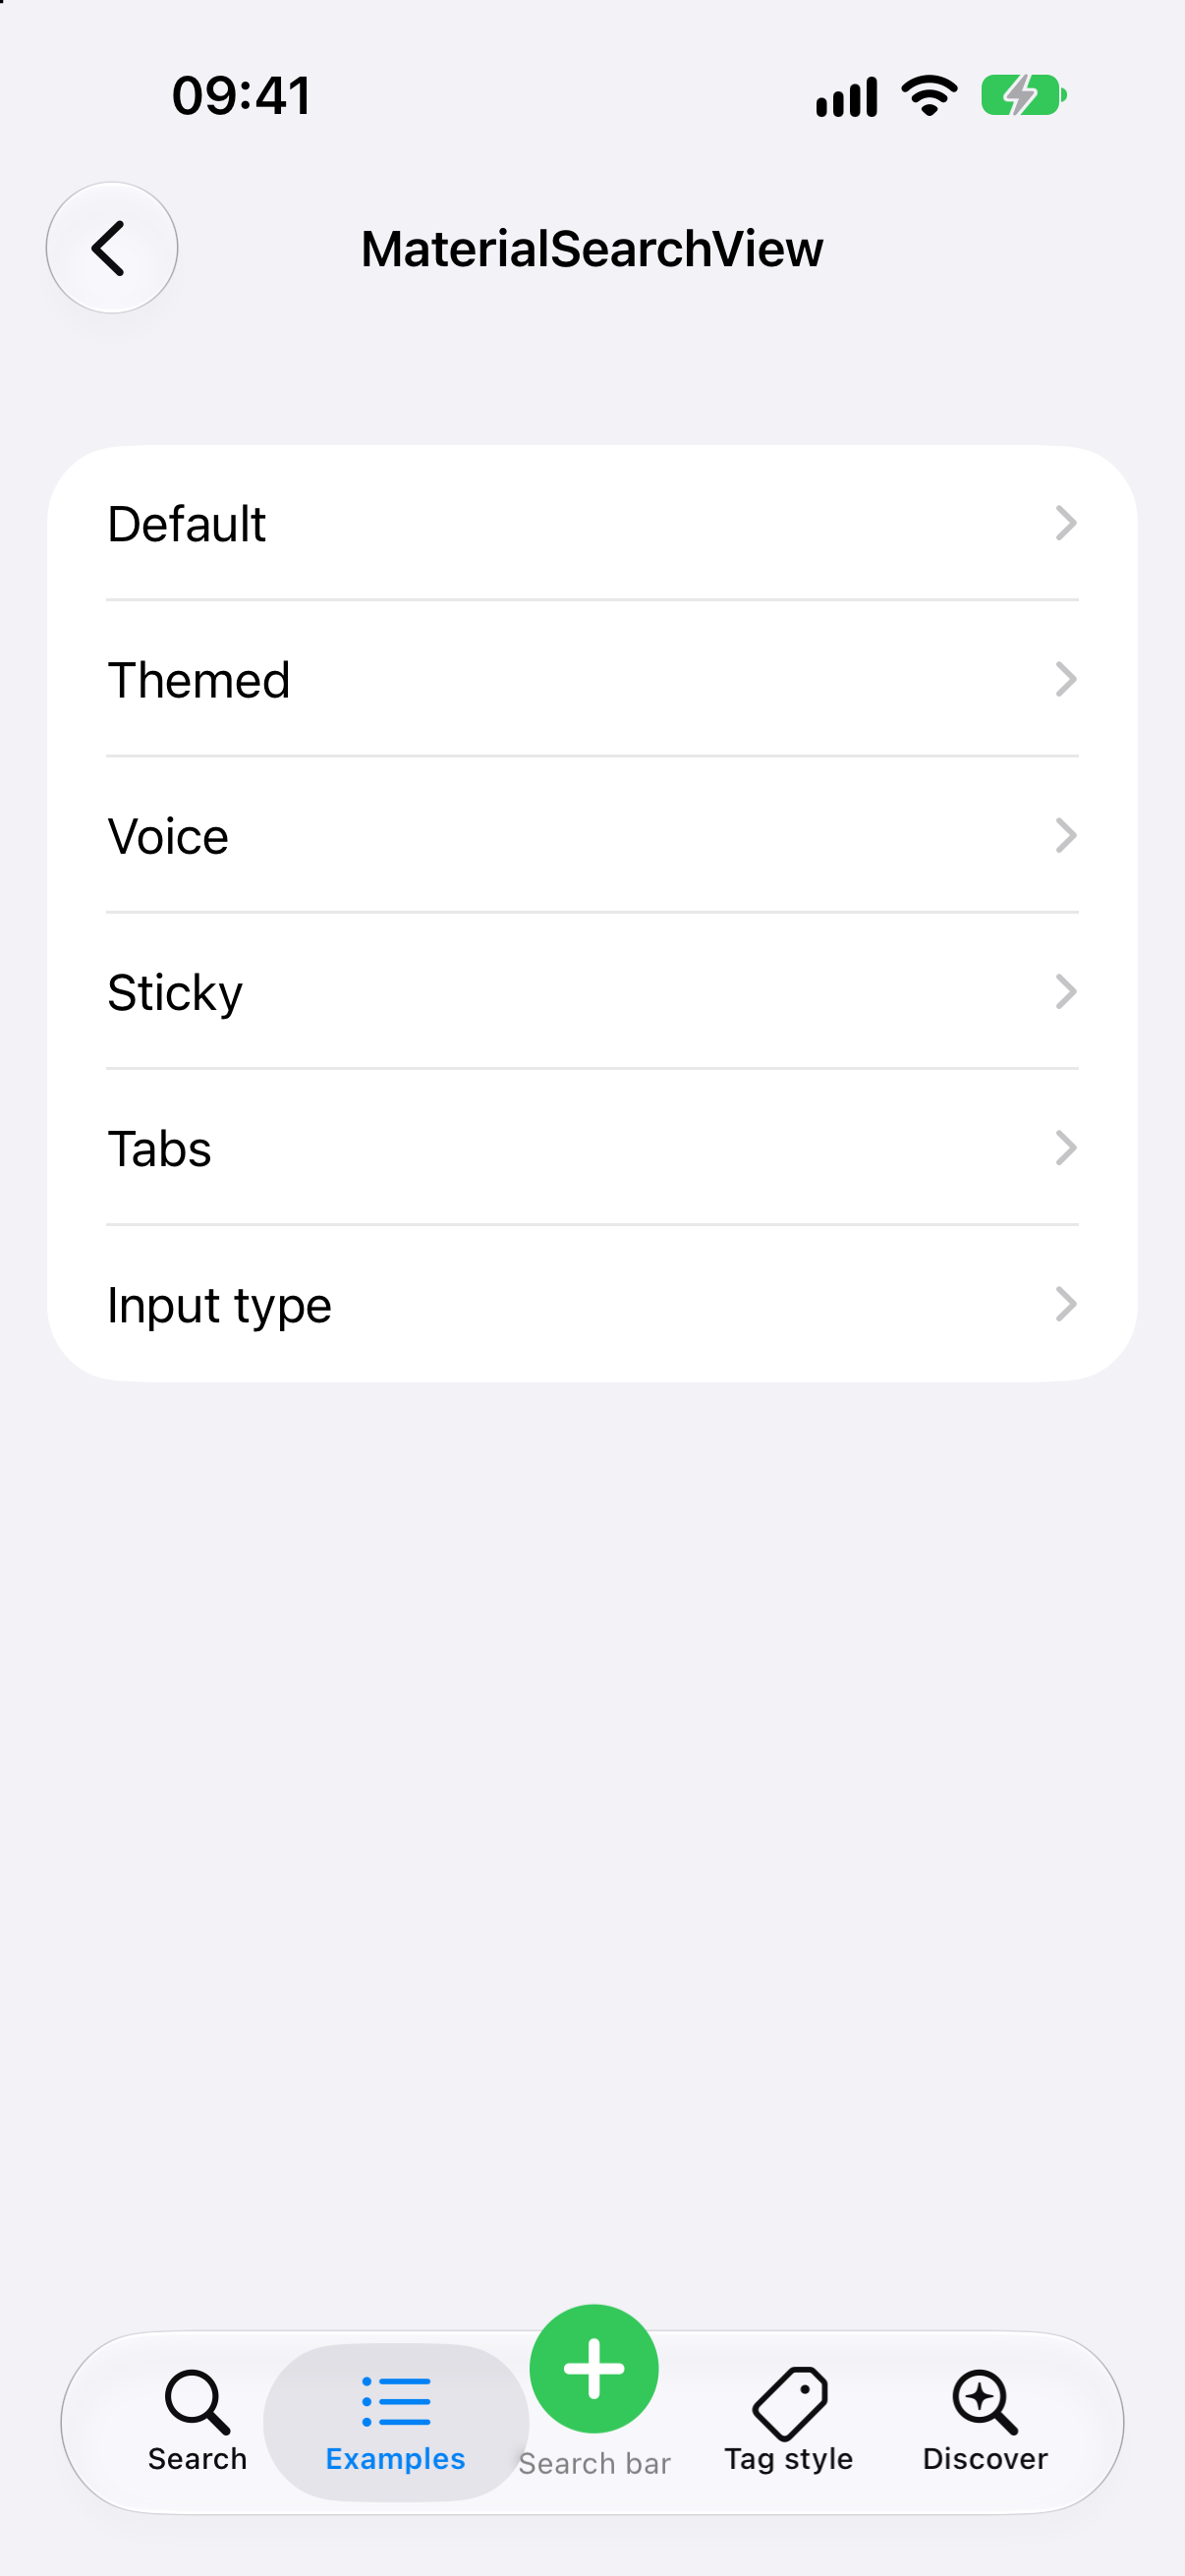 09:41
MaterialSearchView
Default
Themed
Voice
Sticky
Tabs
Input type
Search
Examples
Search bar
Tag style
Discover